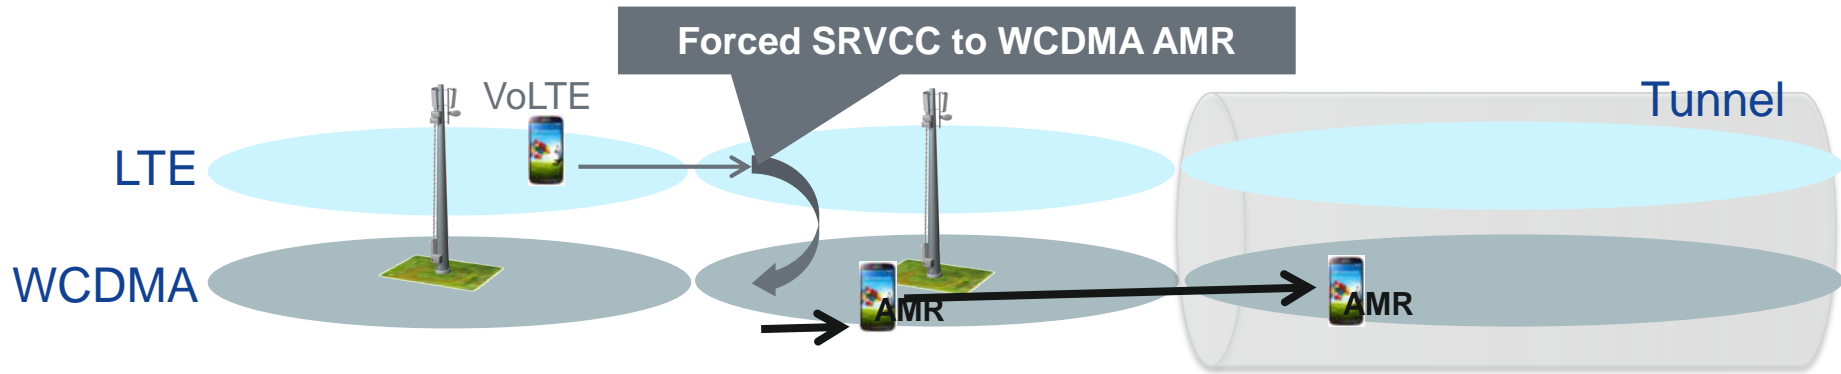 Forced SRVCC to WCDMA AMR
VoLTE
Tunnel
LTE
WCDMA
AMR
AMR